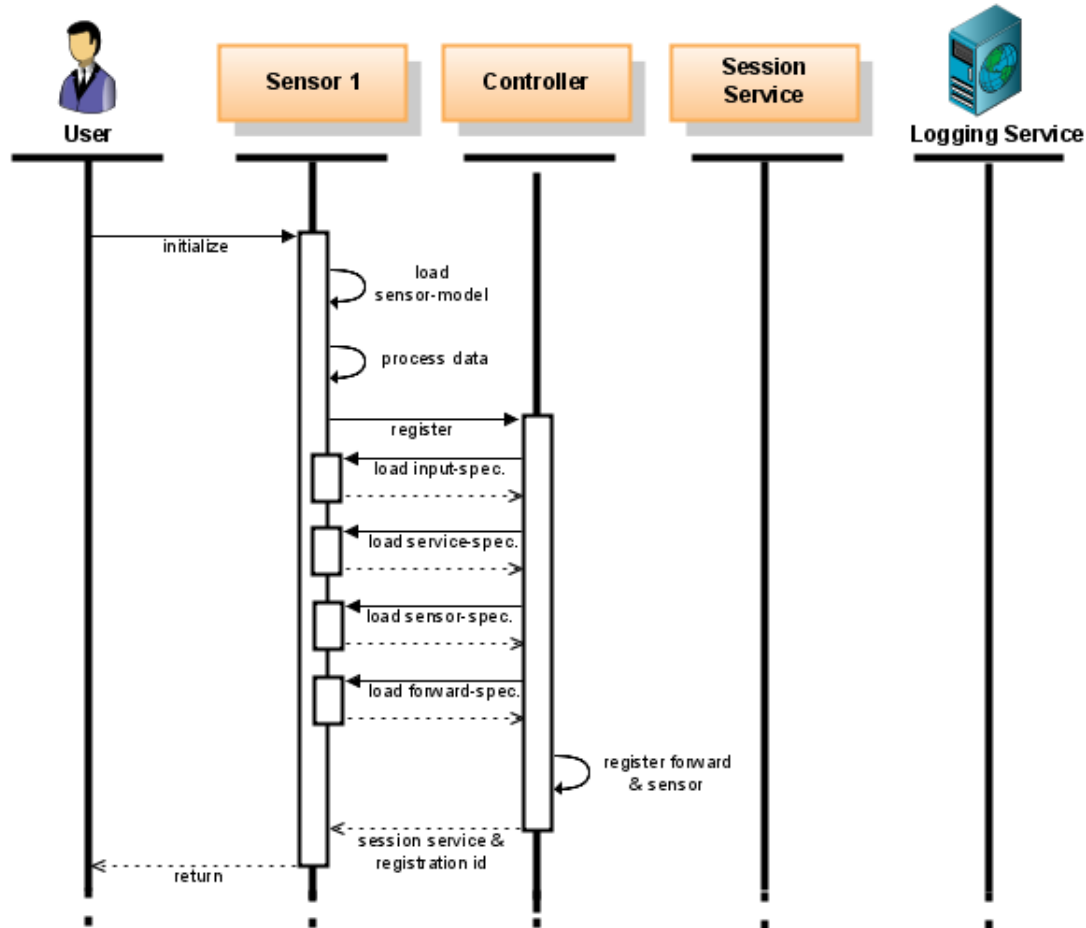 User
Sensor 1
Controller
Session
Service
Logging Service
initialize
load
sensor-model
process data
register
load input-spec.
load service-spec.
load sensor-spec.
load forward-spec.
register forward
& sensor
session service &
registration id
return